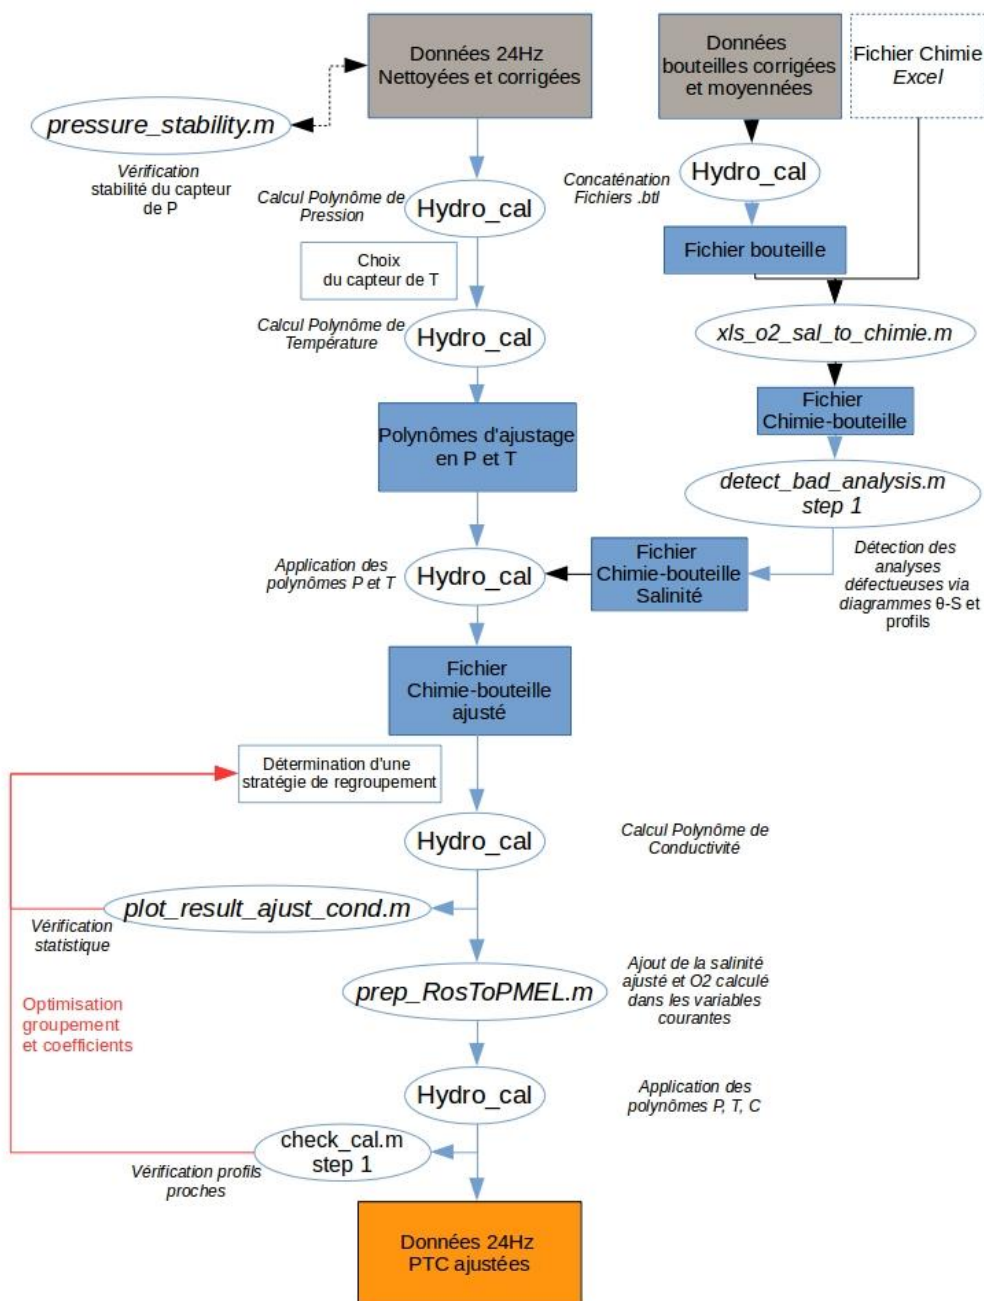 Données 24Hz
Nettoyées et corrigées
Données
bouteilles corrigées
et moyennées
Fichier Chimie
Excel
pressure_stability.m
Vérification
stabilité du capteur
de P
Calcul Polynôme de
Pression
Hydro_cal
Concaténation
Fichiers .btl
Hydro_cal
Fichier bouteille
Choix
du capteur de T
Calcul Polynôme de
Température
Hydro_cal
xls_o2_sal_to_chimie.m
Fichier
Chimie-bouteille
Polynômes d'ajustage
en P et T
detect_bad_analysis.m
step 1
Application des
polynômes P et T
Hydro_cal
Fichier
Chimie-bouteille
Salinité
Détection des
analyses
défectueuses via
diagrammes θ-S et
profils
Fichier
Chimie-bouteille
ajusté
Détermination d'une
stratégie de regroupement
Hydro_cal
Calcul Polynôme de
Conductivité
plot_result_ajust_cond.m
Vérification
statistique
prep_RosToPMEL.m
Ajout de la salinité
ajusté et O2 calculé
dans les variables
courantes
Optimisation
groupement
et coefficients
Hydro_cal
Application des
polynômes P, T, C
check_cal.m
step 1
Vérification profils
proches
Données 24Hz
PTC ajustées